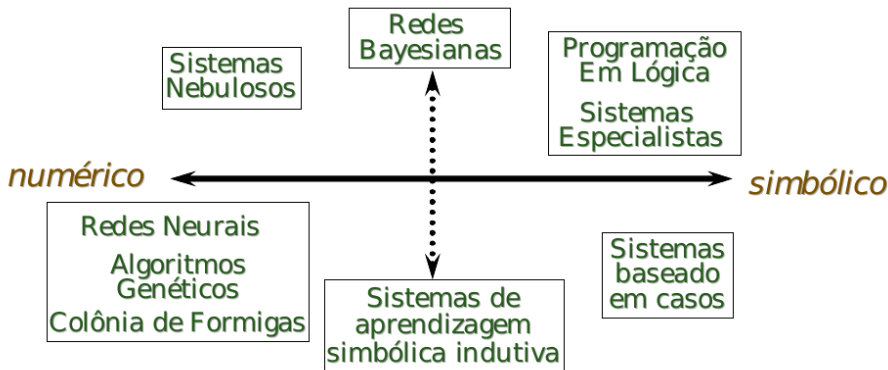 Redes
Bayesianas
Sistemas
Nebulosos
Programação
Em Lógica
Sistemas
Especialistas
numérico
simbólico
Redes Neurais
Algoritmos
Genéticos
Colônia de Formigas
Sistemas de
aprendizagem
simbólica indutiva
Sistemas
baseado
em casos